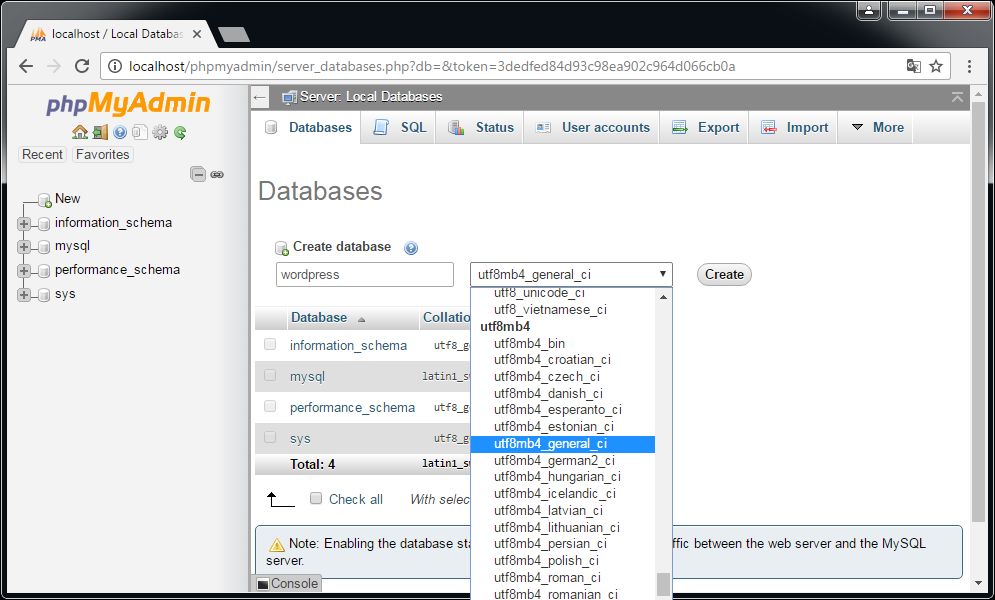 localhost / Local Databas
localhost/phpmyadmin/server_databases.php?db=&token=3dedfed84d93c98ea902c964d066cb0a
phpMyAdmin
Recent Favorites
New
information_schema
mysql
performance_schema
sys
Server: Local Databases
Databases SQL Status User accounts Export Import More
Databases
Create database
wordpress utf8mb4_general_ci Create
utf8_unicode_ci
utf8_vietnamese_ci
utf8mb4
utf8mb4_bin
utf8mb4_croatian_ci
utf8mb4_czech_ci
utf8mb4_danish_ci
utf8mb4_esperanto_ci
utf8mb4_estonian_ci
utf8mb4_general_ci
utf8mb4_german2_ci
utf8mb4_hungarian_ci
utf8mb4_icelandic_ci
utf8mb4_latvian_ci
utf8mb4_lithuanian_ci
utf8mb4_persian_ci
utf8mb4_polish_ci
utf8mb4_roman_ci
utf8mb4_romanian_ci
Database Collatio
information_schema utf8_g
mysql latin1_s
performance_schema utf8_g
sys utf8_g
Total: 4 latin1_s
Check all With selec
Note: Enabling the database sta ffic between the web server and the MySQL
server.
Console